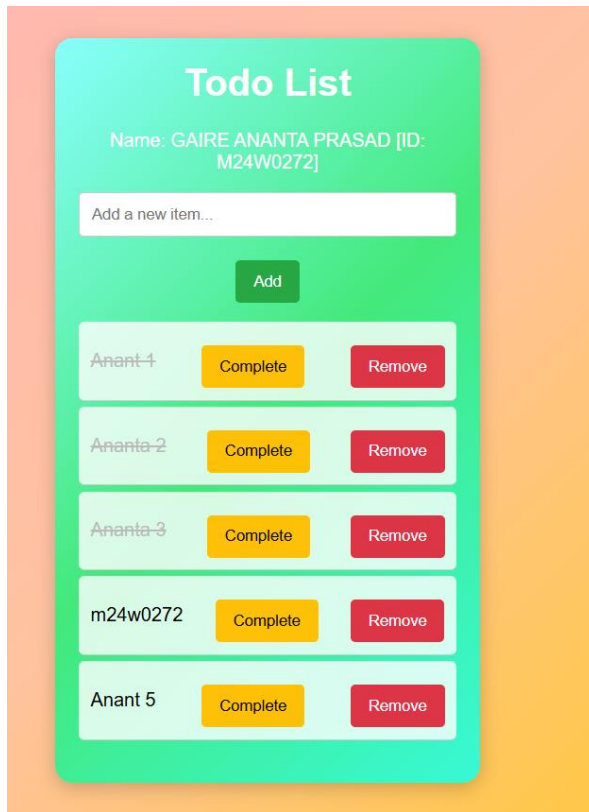 Todo List
Name: GAIRE ANANTA PRASAD [ID:
M24W0272]
Add a new item...
Add
Anant 1 Complete Remove
Ananta 2 Complete Remove
Ananta 3 Complete Remove
m24w0272 Complete Remove
Anant 5 Complete Remove